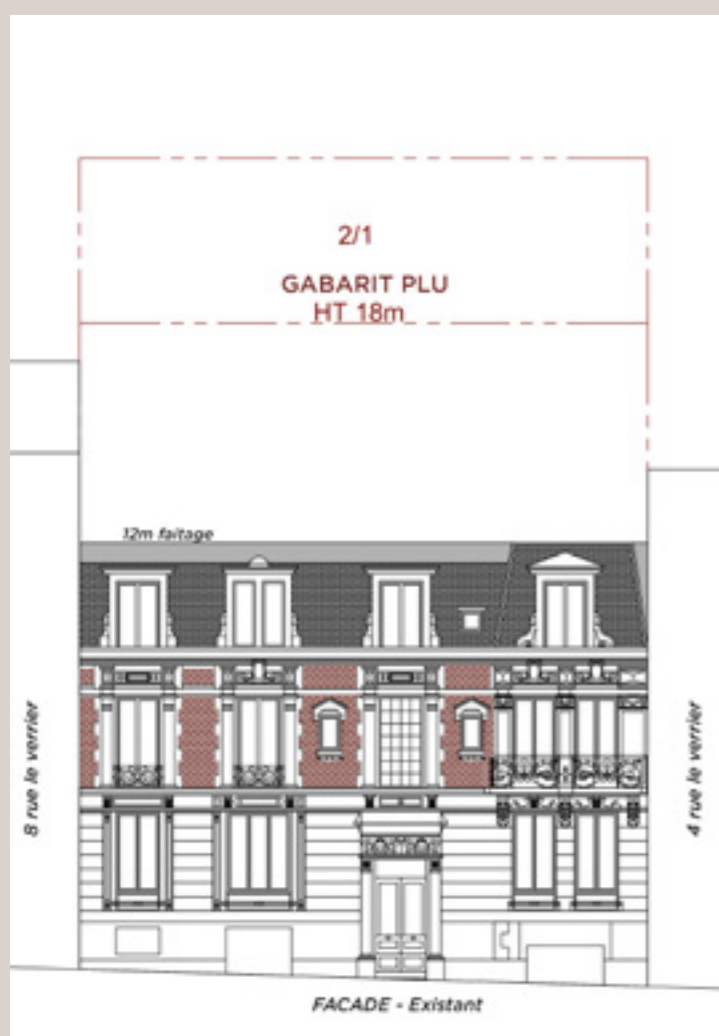 2/1
GABARIT PLU
HT 18m
12m faitage
8 rue le verrier
4 rue le verrier
FACADE - Existant